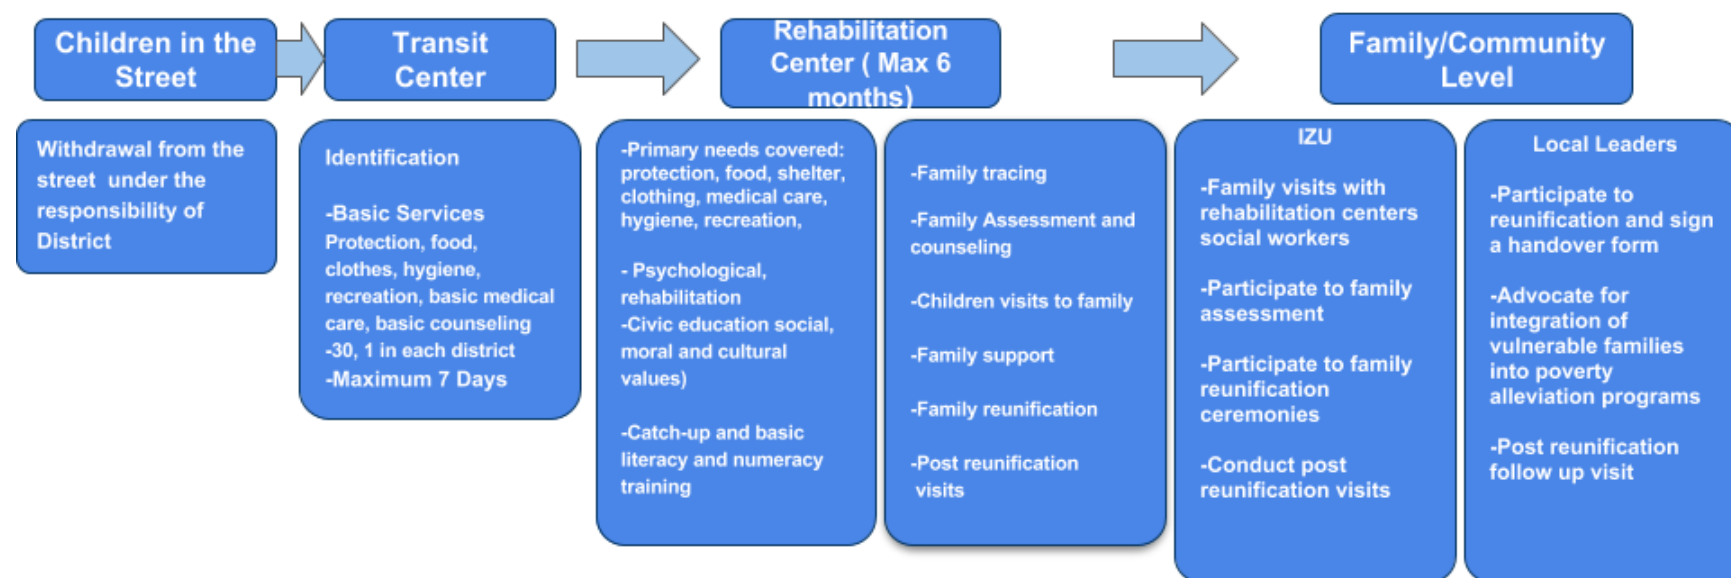 Children in the
Street
Transit
Center
Rehabilitation
Center ( Max 6
months)
Family/Community
Level
Withdrawal from the
street under the
responsibility of
District
Identification
-Basic Services
Protection, food,
clothes, hygiene,
recreation, basic medical
care, basic counseling
-30, 1 in each district
-Maximum 7 Days
-Primary needs covered:
protection, food, shelter,
clothing, medical care,
hygiene, recreation,
- Psychological,
rehabilitation
-Civic education social,
moral and cultural
values)
-Catch-up and basic
literacy and numeracy
training
-Family tracing
-Family Assessment and
counseling
-Children visits to family
-Family support
-Family reunification
-Post reunification
visits
IZU
-Family visits with
rehabilitation centers
social workers
-Participate to family
assessment
-Participate to family
reunification
ceremonies
-Conduct post
reunification visits
Local Leaders
-Participate to
reunification and sign
a handover form
-Advocate for
integration of
vulnerable families
into poverty
alleviation programs
-Post reunification
follow up visit